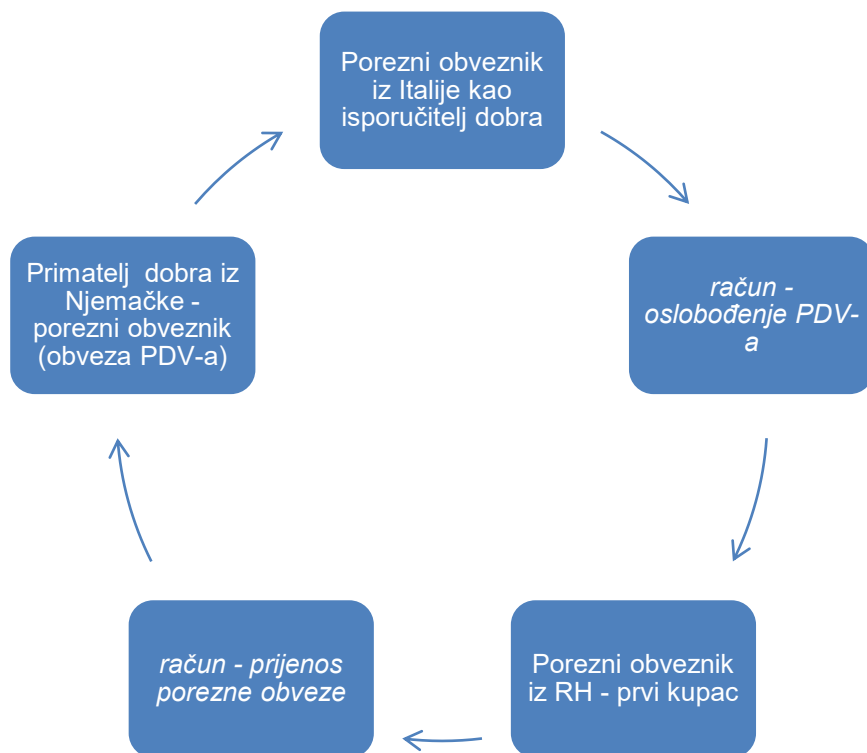 Porezni obveznik
iz Italije kao
isporučitelj dobra
račun -
oslobođenje PDV-
a
Porezni obveznik
iz RH - prvi kupac
račun - prijenos
porezne obveze
Primatelj dobra iz
Njemačke -
porezni obveznik
(obveza PDV-a)